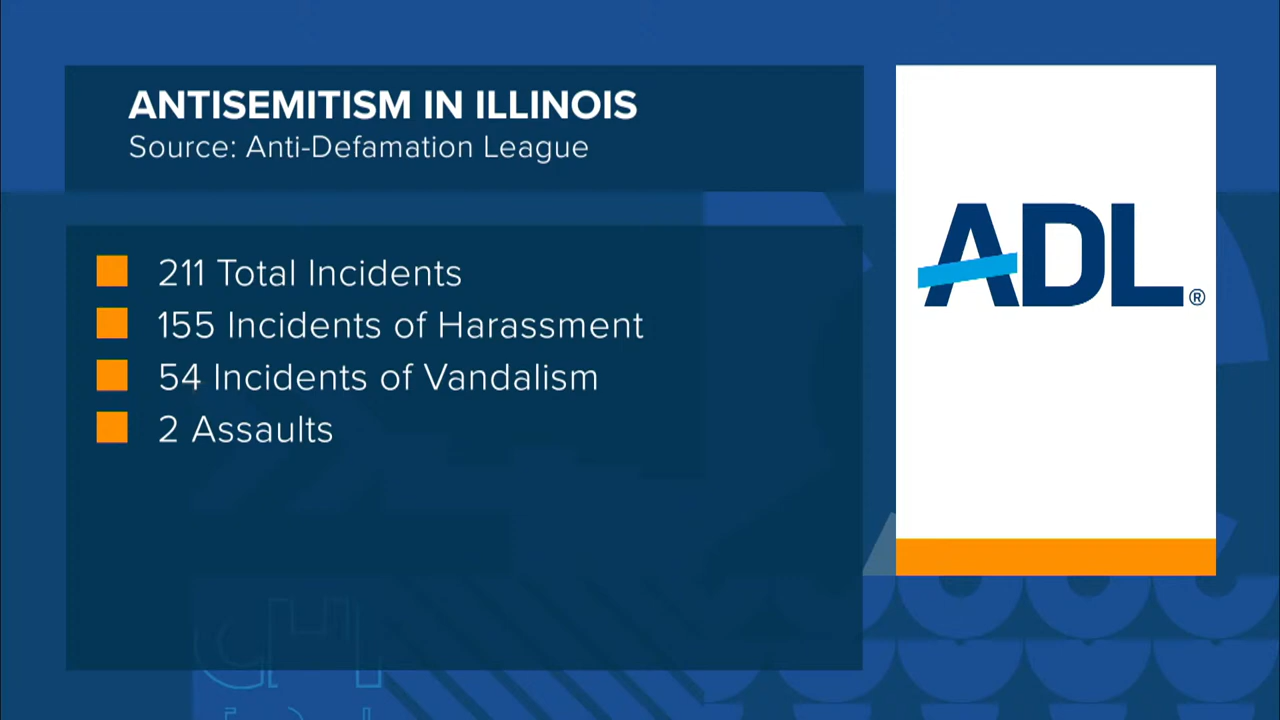 ANTISEMITISM IN ILLINOIS
Source: Anti-Defamation League
211 Total Incidents
155 Incidents of Harassment
54 Incidents of Vandalism
2 Assaults
ADL®
CHI